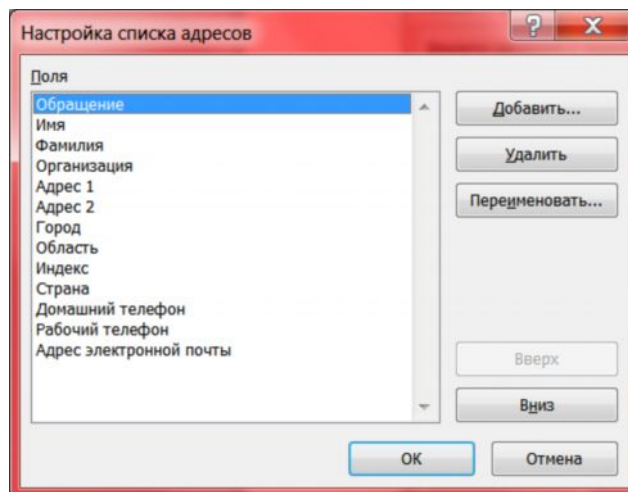 Настройка списка адресов
?
X
Поля
Обращение
Имя
Фамилия
Организация
Адрес 1
Адрес 2
Город
Область
Индекс
Страна
Домашний телефон
Рабочий телефон
Адрес электронной почты
Добавить...
Удалить
Переименовать...
Вверх
Вниз
ОК
Отмена